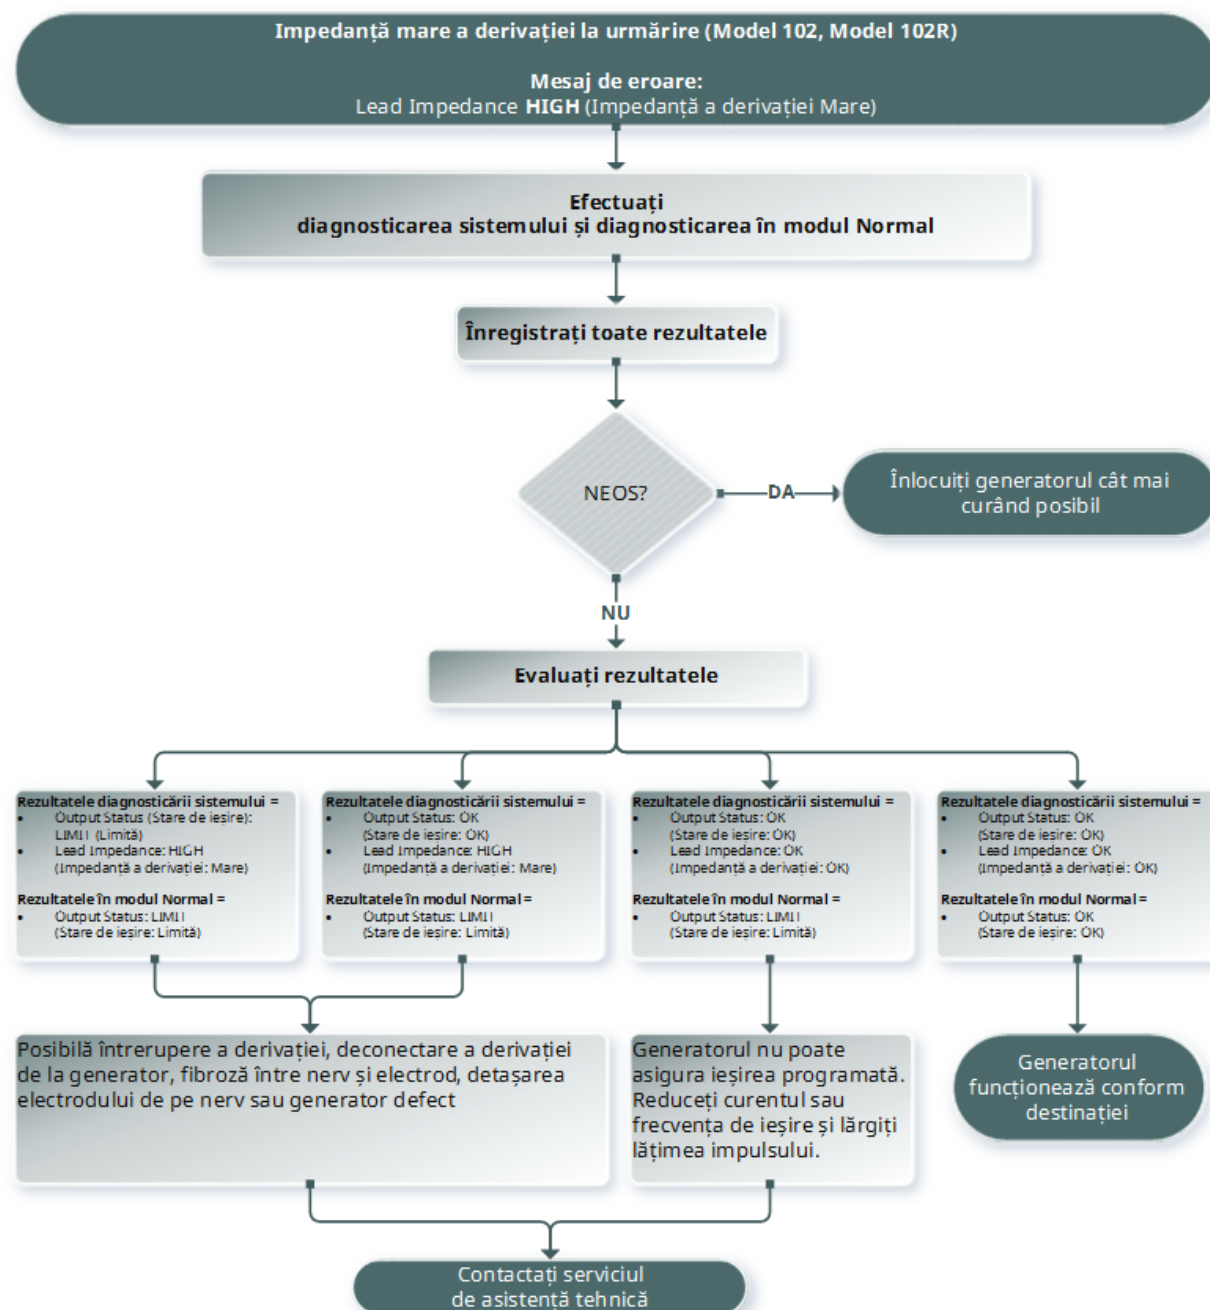 Impedanță mare a derivației la urmărire (Model 102, Model 102R)
Mesaj de eroare:
Lead Impedance HIGH (Impedanță a derivației Mare)
Efectuați
diagnosticarea sistemului și diagnosticarea în modul Normal
Înregistrați toate rezultatele
NEOS?
DA
Înlocuiți generatorul cât mai
curând posibil
NU
Evaluați rezultatele
Rezultatele diagnosticării sistemului =
• Output Status (Stare de ieșire):
LIMIT (Limită)
• Lead Impedance: HIGH
(Impedanță a derivației: Mare)
Rezultatele în modul Normal =
• Output Status: LIMIT
(Stare de ieșire: Limită)
Rezultatele diagnosticării sistemului =
• Output Status: OK
(Stare de ieșire: OK)
• Lead Impedance: HIGH
(Impedanță a derivației: Mare)
Rezultatele în modul Normal =
• Output Status: LIMIT
(Stare de ieșire: Limită)
Rezultatele diagnosticării sistemului =
• Output Status: OK
(Stare de ieșire: OK)
• Lead Impedance: OK
(Impedanță a derivației: OK)
Rezultatele în modul Normal =
• Output Status: LIMIT
(Stare de ieșire: Limită)
Rezultatele diagnosticării sistemului =
• Output Status: OK
(Stare de ieșire: OK)
• Lead Impedance: OK
(Impedanță a derivației: OK)
Rezultatele în modul Normal =
• Output Status: OK
(Stare de ieșire: OK)
Posibilă întrerupere a derivației, deconectare a derivației
de la generator, fibroză între nerv și electrod, detașarea
electrodului de pe nerv sau generator defect
Generatorul nu poate
asigura ieșirea programată.
Reduceți curentul sau
frecvența de ieșire și lărgiți
lățimea impulsului.
Generatorul
funcționează conform
destinației
Contactați serviciul
de asistență tehnică